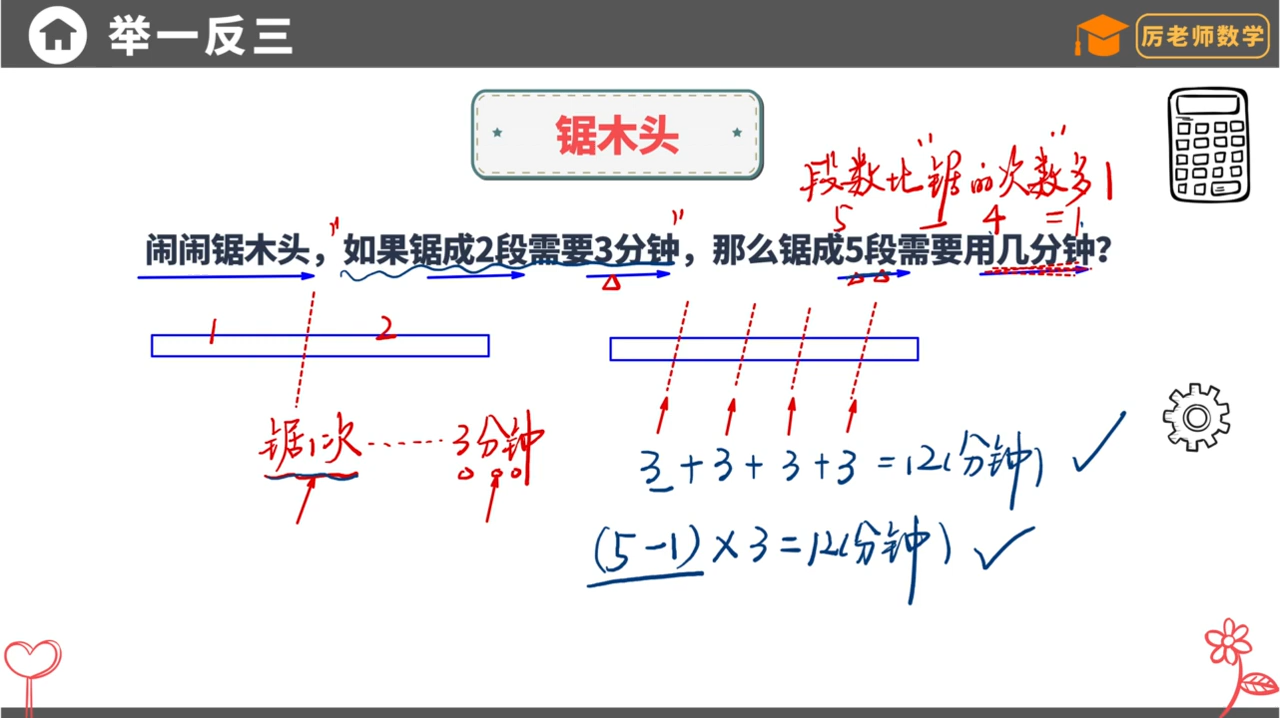 举一反三
厉老师数学
锯木头
段数比"锯的次数"多1
5 - 4 = 1
闹闹锯木头，"如果锯成2段需要3分钟"，那么锯成5段需要用几分钟？
1 2
锯1次……3分钟
3+3+3+3=12(分钟)
(5-1)×3=12(分钟)